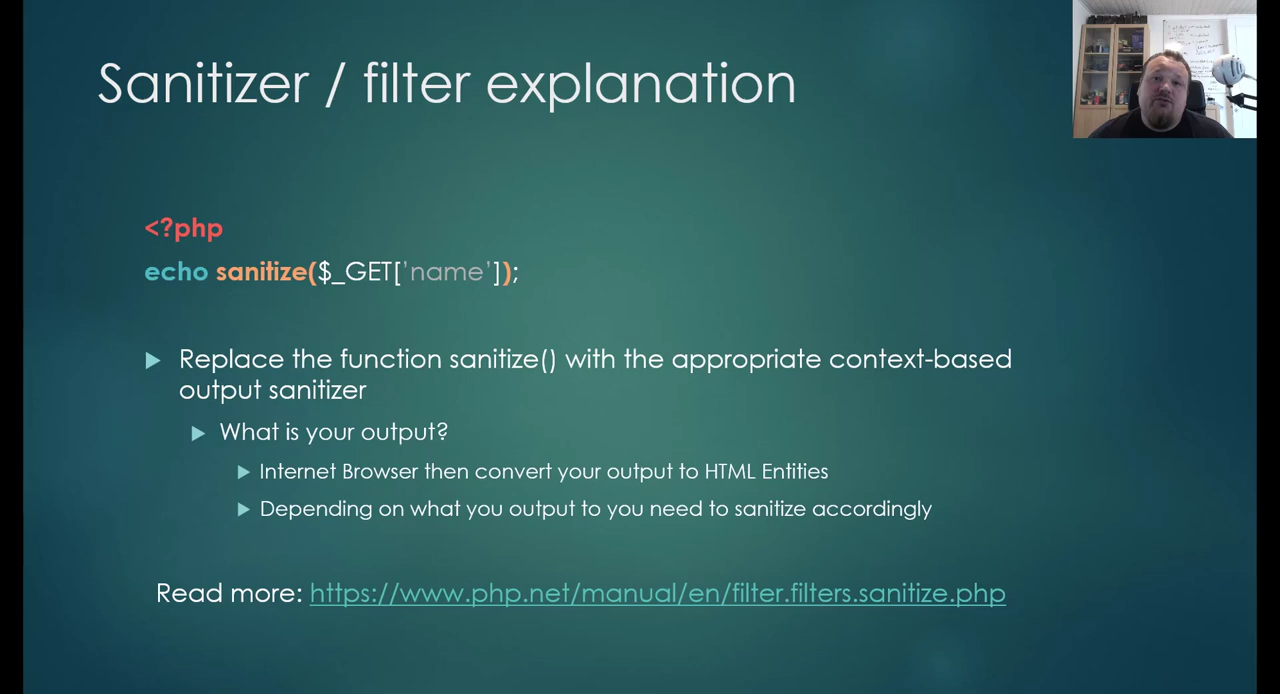 Sanitizer / filter explanation
<?php
echo sanitize($_GET['name']);
Replace the function sanitize() with the appropriate context-based
output sanitizer
What is your output?
Internet Browser then convert your output to HTML Entities
Depending on what you output to you need to sanitize accordingly
Read more: https://www.php.net/manual/en/filter.filters.sanitize.php